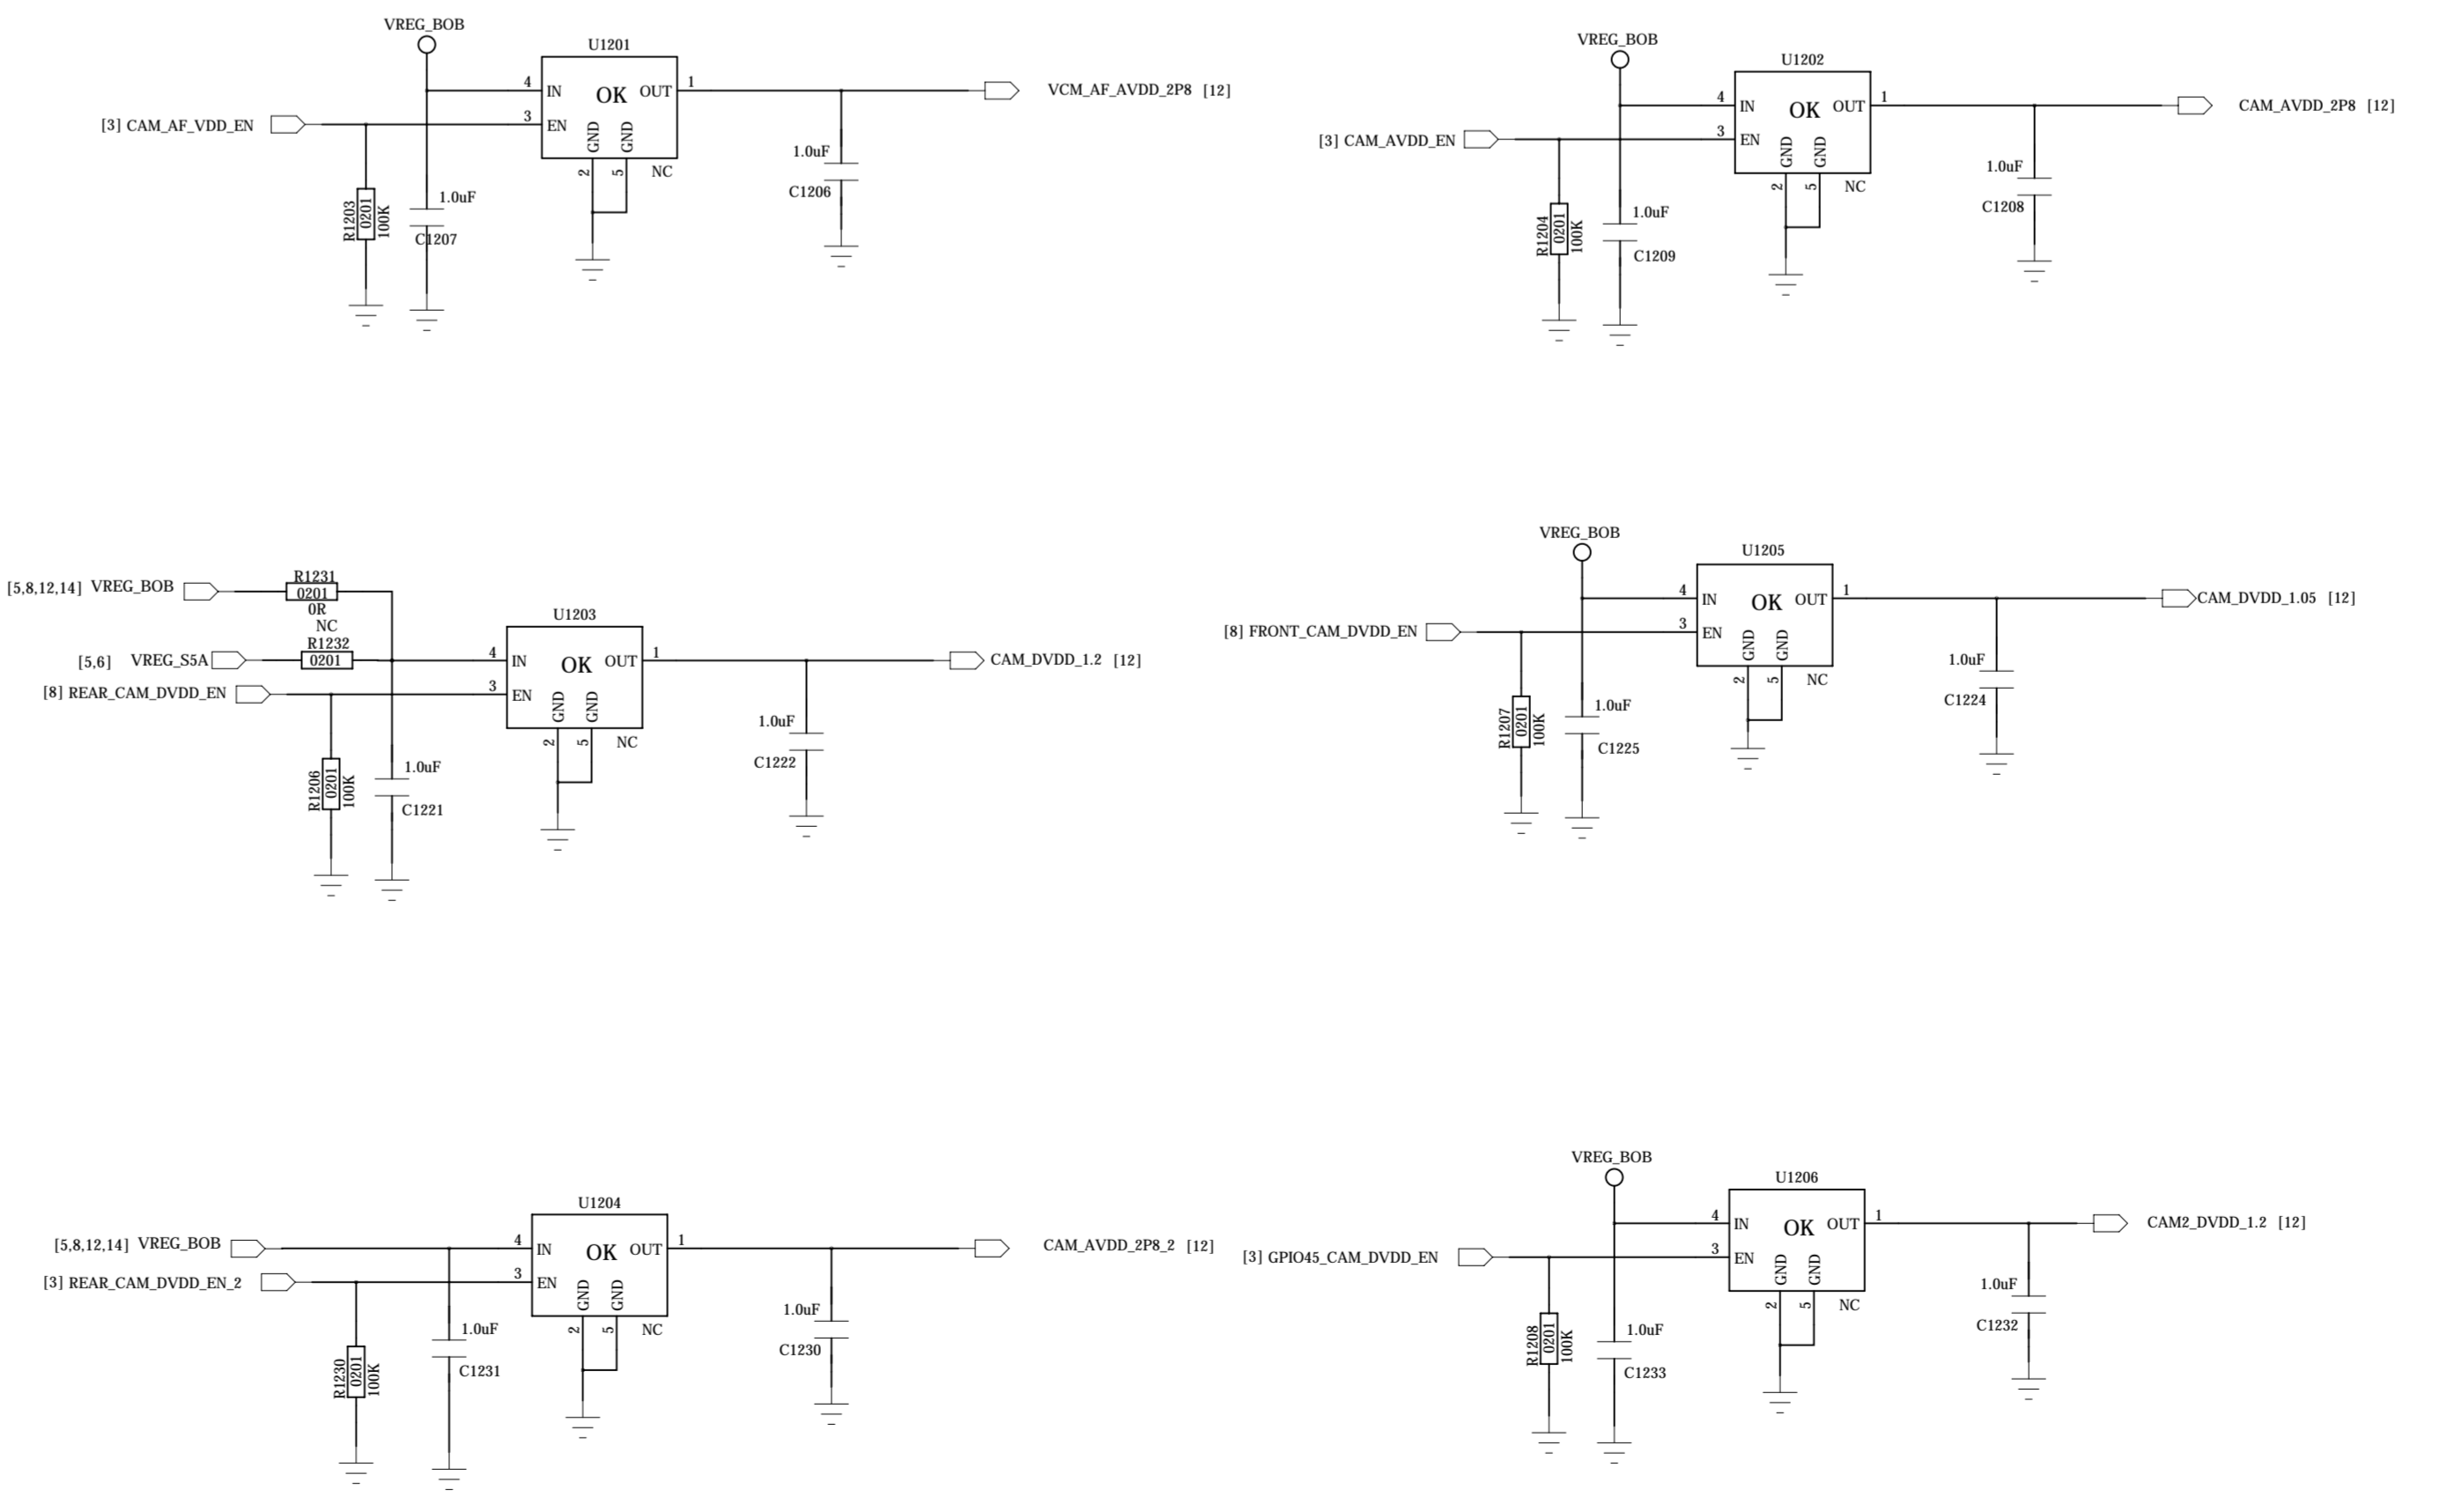 VREG_BOB
U1201
4 IN OK OUT 1
VCM_AF_AVDD_2P8 [12]
[3] CAM_AF_VDD_EN
3 EN
GND GND
2 5 NC
1.0uF
C1206
R1203 0201 100K
1.0uF
C1207
VREG_BOB
U1202
4 IN OK OUT 1
CAM_AVDD_2P8 [12]
[3] CAM_AVDD_EN
3 EN
GND GND
2 5 NC
1.0uF
C1208
R1204 0201 100K
1.0uF
C1209
[5,8,12,14] VREG_BOB
R1231
0201
0R
NC
R1232
[5,6] VREG_S5A
0201
U1203
4 IN OK OUT 1
CAM_DVDD_1.2 [12]
[8] REAR_CAM_DVDD_EN
3 EN
GND GND
2 5 NC
1.0uF
C1222
R1206 0201 100K
1.0uF
C1221
VREG_BOB
U1205
4 IN OK OUT 1
CAM_DVDD_1.05 [12]
[8] FRONT_CAM_DVDD_EN
3 EN
GND GND
2 5 NC
1.0uF
C1224
R1207 0201 100K
1.0uF
C1225
U1204
[5,8,12,14] VREG_BOB
4 IN OK OUT 1
CAM_AVDD_2P8_2 [12]
[3] REAR_CAM_DVDD_EN_2
3 EN
GND GND
2 5 NC
1.0uF
C1230
R1230 0201 100K
1.0uF
C1231
VREG_BOB
U1206
4 IN OK OUT 1
CAM2_DVDD_1.2 [12]
[3] GPIO45_CAM_DVDD_EN
3 EN
GND GND
2 5 NC
1.0uF
C1232
R1208 0201 100K
1.0uF
C1233